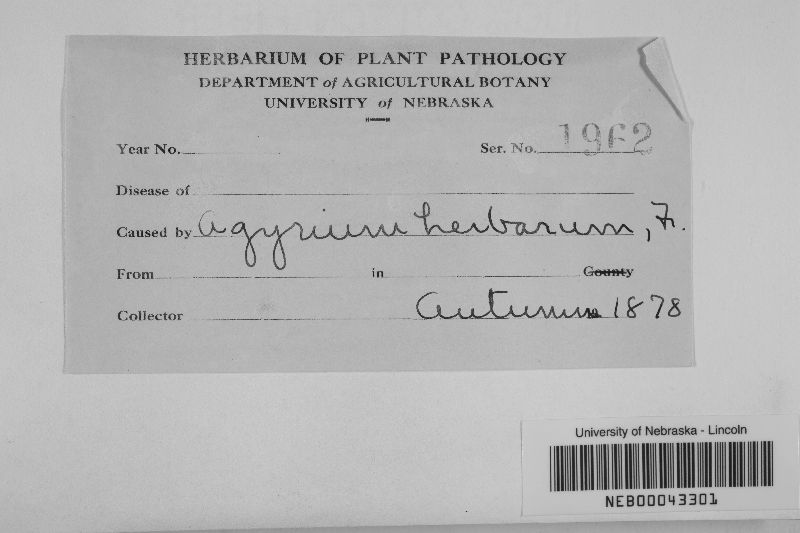 HERBARIUM OF PLANT PATHOLOGY
DEPARTMENT of AGRICULTURAL BOTANY
UNIVERSITY of NEBRASKA
Year No. Ser. No. 1962
Disease of
Caused by Agyrium herbarum, Fr.
From in County
Collector Autumn 1878
University of Nebraska - Lincoln
NEB00043301